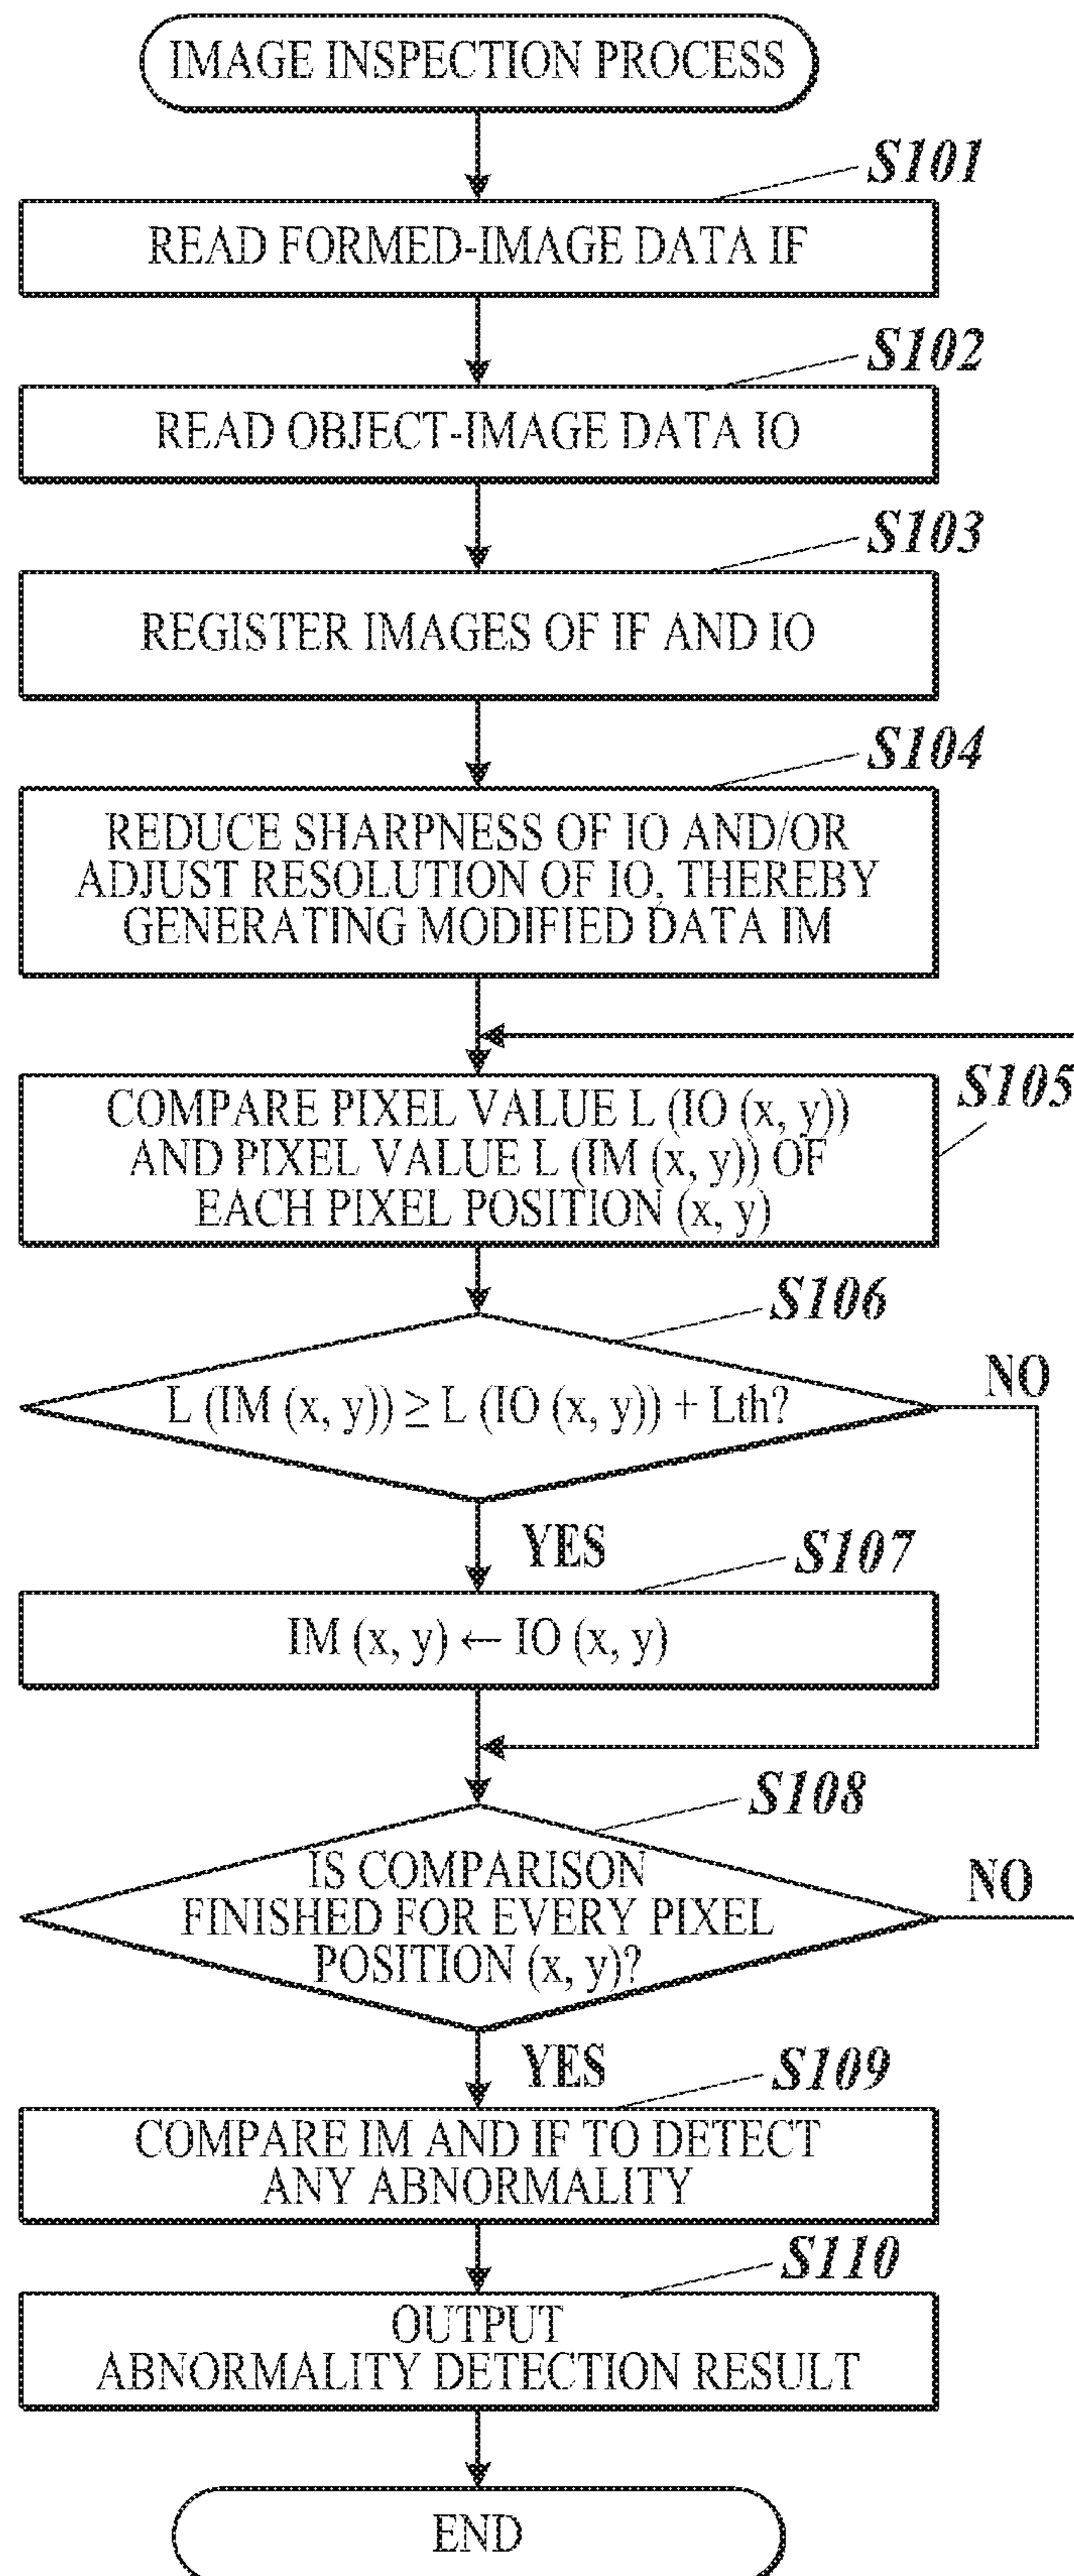 IMAGE INSPECTION PROCESS
S101
READ FORMED-IMAGE DATA IF
S102
READ OBJECT-IMAGE DATA IO
S103
REGISTER IMAGES OF IF AND IO
S104
REDUCE SHARPNESS OF IO AND/OR
ADJUST RESOLUTION OF IO, THEREBY
GENERATING MODIFIED DATA IM
S105
COMPARE PIXEL VALUE L (IO (x, y))
AND PIXEL VALUE L (IM (x, y)) OF
EACH PIXEL POSITION (x, y)
S106
L (IM (x, y)) ≥ L (IO (x, y)) + Lth?
NO
YES
S107
IM (x, y) ← IO (x, y)
S108
IS COMPARISON
FINISHED FOR EVERY PIXEL
POSITION (x, y)?
NO
YES
S109
COMPARE IM AND IF TO DETECT
ANY ABNORMALITY
S110
OUTPUT
ABNORMALITY DETECTION RESULT
END